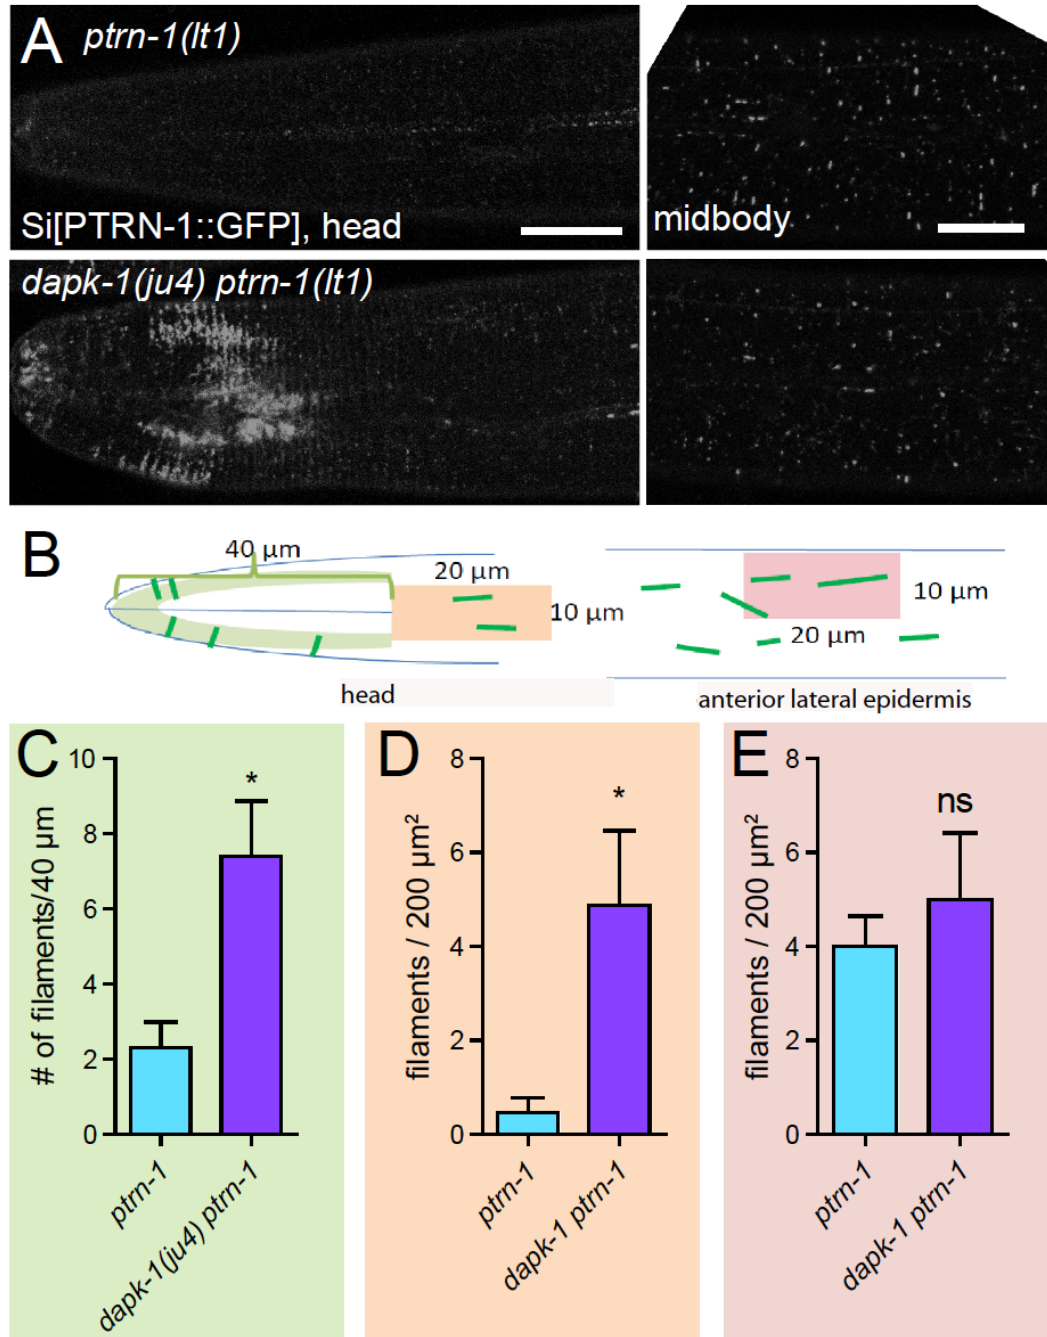 A ptrn-1(lt1)
Si[PTRN-1::GFP], head
midbody
dapk-1(ju4) ptrn-1(lt1)
B
40 µm
20 µm
10 µm
10 µm
20 µm
head
anterior lateral epidermis
C
# of filaments/40 µm
10
8
6
4
2
0
*
ptrn-1
dapk-1(ju4) ptrn-1
D
filaments / 200 µm²
8
6
4
2
0
*
ptrn-1
dapk-1 ptrn-1
E
filaments / 200 µm²
8
6
4
2
0
ns
ptrn-1
dapk-1 ptrn-1